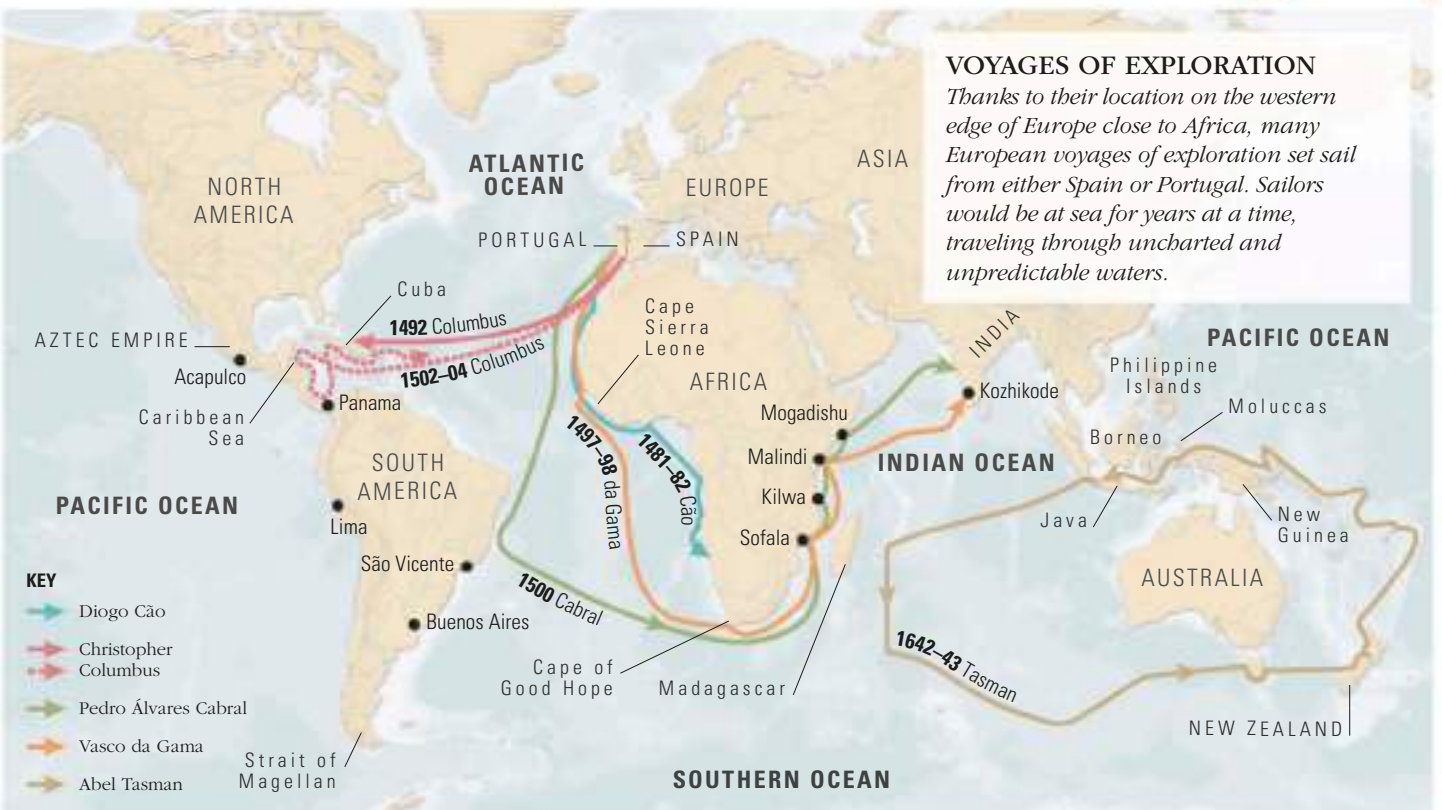 VOYAGES OF EXPLORATION
Thanks to their location on the western
edge of Europe close to Africa, many
European voyages of exploration set sail
from either Spain or Portugal. Sailors
would be at sea for years at a time,
traveling through uncharted and
unpredictable waters.
NORTH
AMERICA
ATLANTIC
OCEAN
EUROPE
ASIA
PORTUGAL
SPAIN
Cuba
Cape
Sierra
Leone
1492 Columbus
1502–04 Columbus
AZTEC EMPIRE
Acapulco
Panama
Caribbean
Sea
AFRICA
INDIA
PACIFIC OCEAN
Philippine
Islands
Kozhikode
Moluccas
Mogadishu
Borneo
Malindi
INDIAN OCEAN
SOUTH
AMERICA
1497–98 da Gama
1481–82 Cão
Kilwa
PACIFIC OCEAN
Lima
Sofala
Java
New
Guinea
São Vicente
AUSTRALIA
1500 Cabral
Buenos Aires
1642–43 Tasman
Cape of
Good Hope
Madagascar
NEW ZEALAND
Strait of
Magellan
SOUTHERN OCEAN
KEY
Diogo Cão
Christopher
Columbus
Pedro Álvares Cabral
Vasco da Gama
Abel Tasman